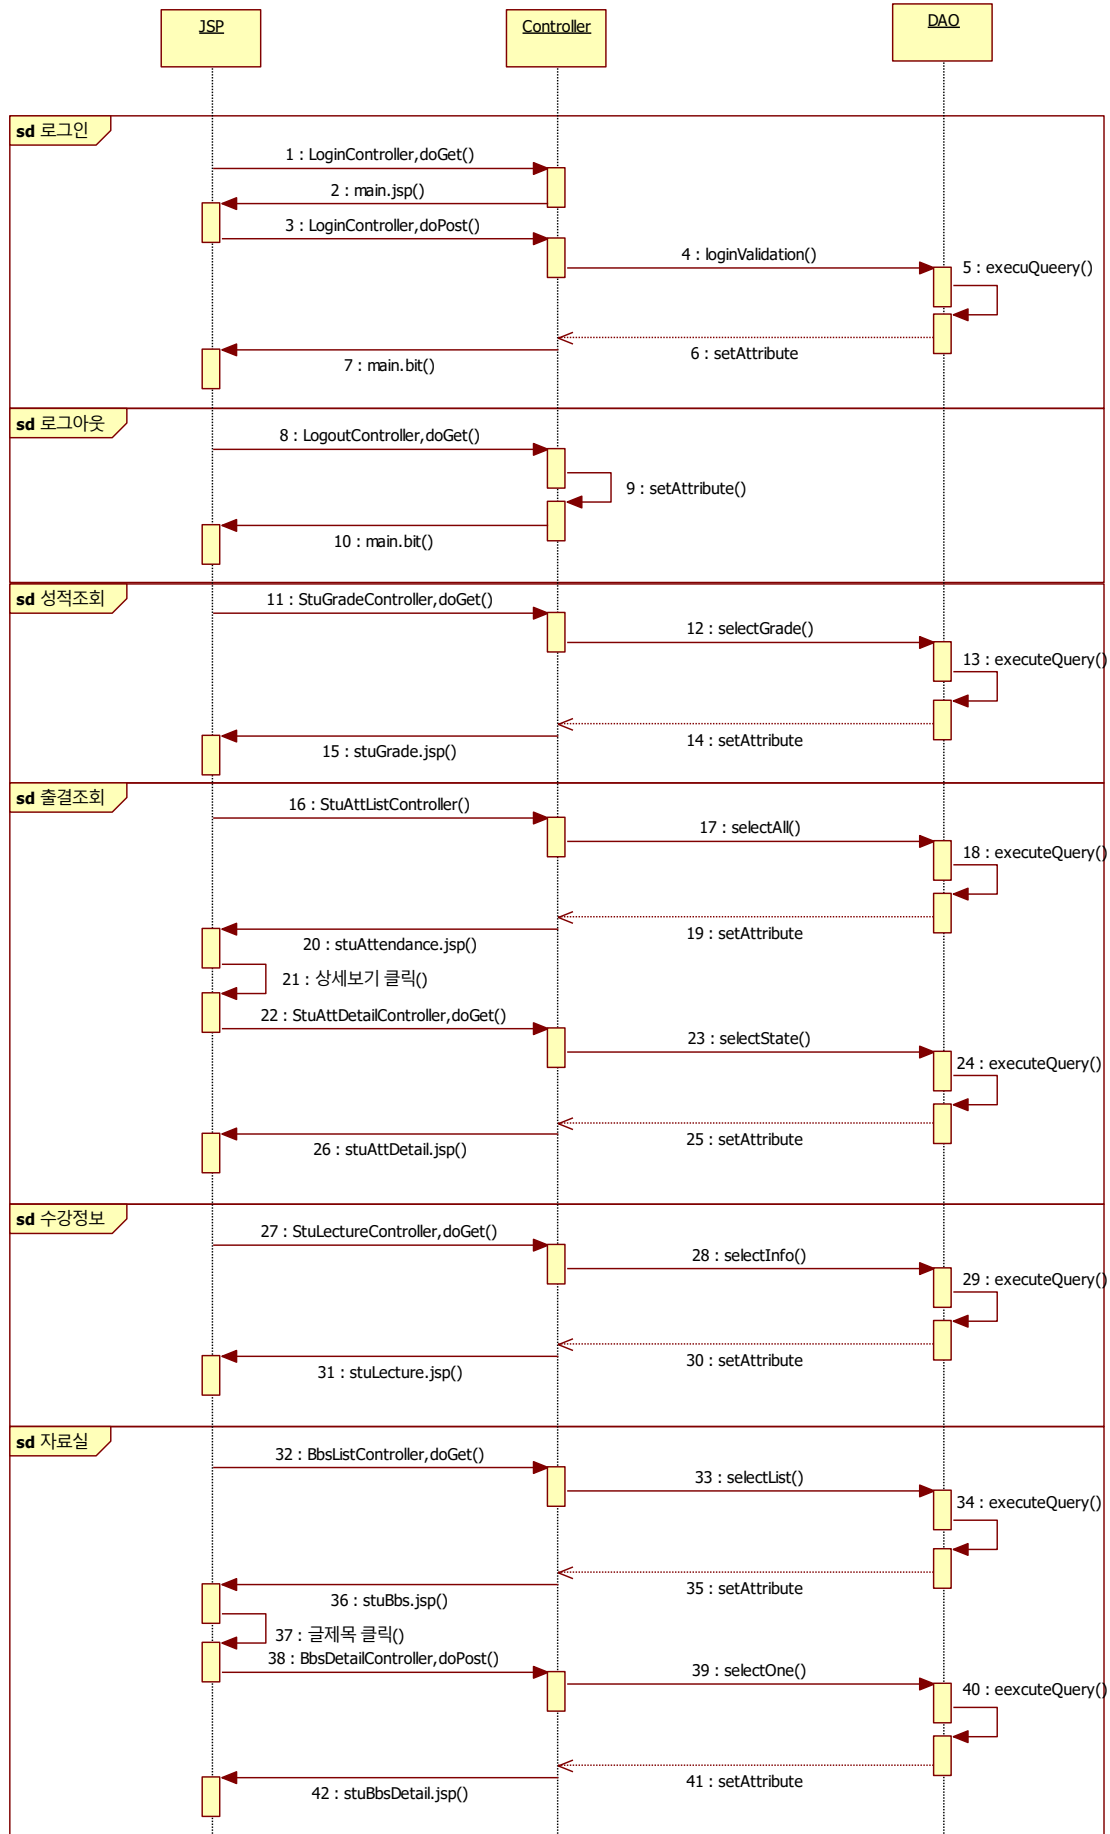 JSP
Controller
DAO
sd 로그인
1 : LoginController,doGet()
2 : main.jsp()
3 : LoginController,doPost()
4 : loginValidation()
5 : execuQueery()
6 : setAttribute
7 : main.bit()
sd 로그아웃
8 : LogoutController,doGet()
9 : setAttribute()
10 : main.bit()
sd 성적조회
11 : StuGradeController,doGet()
12 : selectGrade()
13 : executeQuery()
14 : setAttribute
15 : stuGrade.jsp()
sd 출결조회
16 : StuAttListController()
17 : selectAll()
18 : executeQuery()
19 : setAttribute
20 : stuAttendance.jsp()
21 : 상세보기 클릭()
22 : StuAttDetailController,doGet()
23 : selectState()
24 : executeQuery()
25 : setAttribute
26 : stuAttDetail.jsp()
sd 수강정보
27 : StuLectureController,doGet()
28 : selectInfo()
29 : executeQuery()
30 : setAttribute
31 : stuLecture.jsp()
sd 자료실
32 : BbsListController,doGet()
33 : selectList()
34 : executeQuery()
35 : setAttribute
36 : stuBbs.jsp()
37 : 글제목 클릭()
38 : BbsDetailController,doPost()
39 : selectOne()
40 : eexcuteQuery()
41 : setAttribute
42 : stuBbsDetail.jsp()